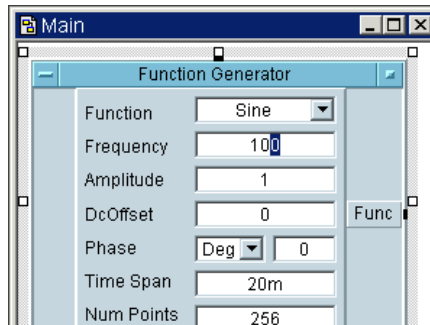 Main
Function Generator
Function Sine
Frequency 100
Amplitude 1
DcOffset 0 Func
Phase Deg 0
Time Span 20m
Num Points 256